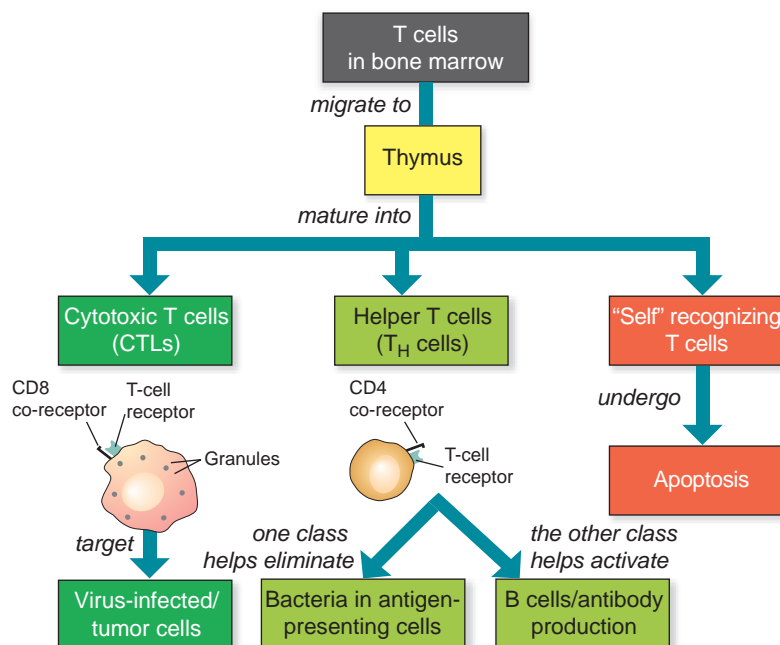 T cells
in bone marrow
migrate to
Thymus
mature into
Cytotoxic T cells
(CTLs)
Helper T cells
(TH cells)
“Self” recognizing
T cells
CD8
co-receptor
T-cell
receptor
Granules
CD4
co-receptor
T-cell
receptor
undergo
Apoptosis
target
one class
helps eliminate
the other class
helps activate
Virus-infected/
tumor cells
Bacteria in antigen-
presenting cells
B cells/antibody
production